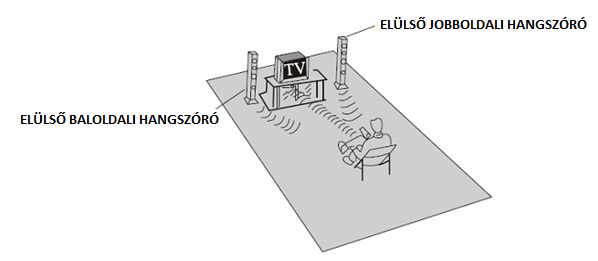 ELÜLSŐ JOBBOLDALI HANGSZÓRÓ
TV
ELÜLSŐ BALOLDALI HANGSZÓRÓ